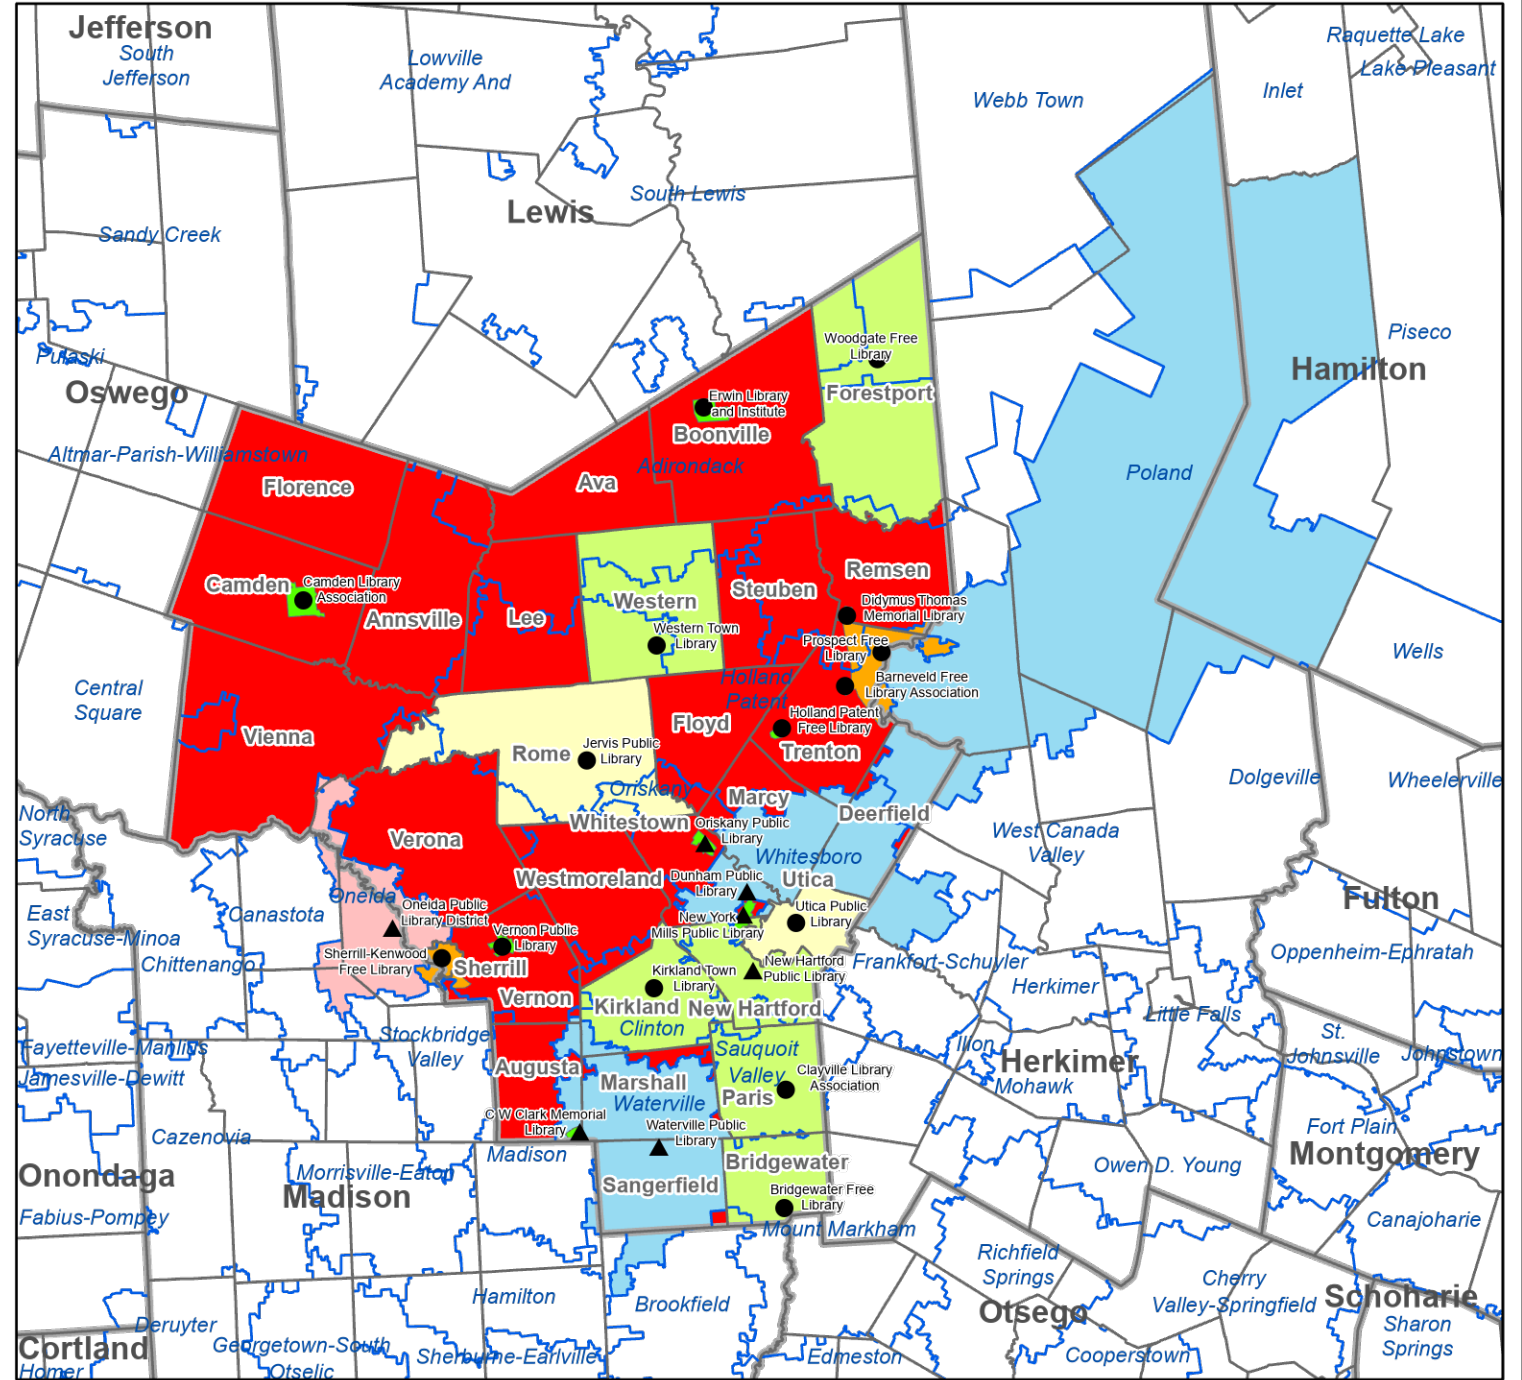 Jefferson
South
Jefferson
Lowville
Academy And
Webb Town
Inlet
Raquette Lake
Lake Pleasant
Sandy Creek
Lewis
South Lewis
Pulaski
Oswego
Altmar-Parish-Williamstown
Woodgate Free
Library
Forestport
Piseco
Hamilton
Erwin Library
and Institute
Boonville
Adirondack
Ava
Florence
Poland
Camden
Camden Library
Association
Annsville
Lee
Western
Western Town
Library
Steuben
Remsen
Didymus Thomas
Memorial Library
Prospect Free
Library
Barneveld Free
Library Association
Holland
Patent
Holland Patent
Free Library
Trenton
Floyd
Wells
Central
Square
Vienna
Rome
Jervis Public
Library
Oriskany
Whitestown
Marcy
Oriskany Public
Library
Deerfield
Dolgeville
Wheelerville
North
Syracuse
Verona
Westmoreland
Whitesboro
West Canada
Valley
Dunham Public
Library
Utica
Utica Public
Library
New York
Mills Public Library
Fulton
East
Syracuse-Minoa
Canastota
Oneida
Oneida Public
Library District
Vernon Public
Library
Chittenango
Sherrill-Kenwood
Free Library
Sherrill
Vernon
Kirkland Town
Library
Kirkland
Clinton
New Hartford
Public Library
New Hartford
Frankfort-Schuyler
Herkimer
Oppenheim-Ephratah
Little Falls
St.
Johnsville
Johnstown
Fayetteville-Manlius
Jamesville-Dewitt
Stockbridge
Valley
Augusta
Marshall
Waterville
Sauquoit
Valley
Paris
Clayville Library
Association
Ilion
Herkimer
Mohawk
C W Clark Memorial
Library
Waterville Public
Library
Cazenovia
Madison
Fort Plain
Montgomery
Onondaga
Morrisville-Eaton
Madison
Sangerfield
Bridgewater
Bridgewater Free
Library
Owen D. Young
Fabius-Pompey
Mount Markham
Canajoharie
Richfield
Springs
Cherry
Valley-Springfield
Hamilton
Brookfield
Otsego
Schoharie
Sharon
Springs
Deruyter
Cortland
Homer
Georgetown-South
Otselic
Sherburne-Earlville
Edmeston
Cooperstown